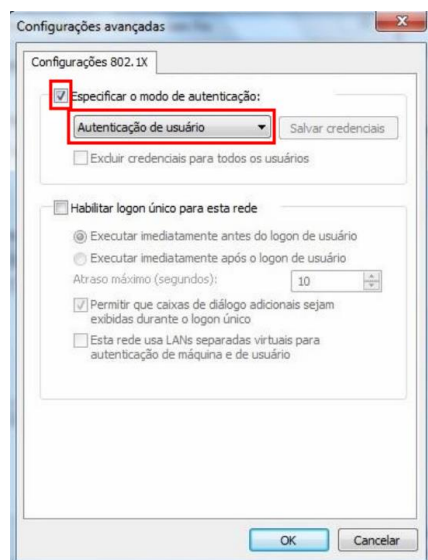 Configurações avançadas
Configurações 802.1X
Especificar o modo de autenticação:
Autenticação de usuário
Salvar credenciais
Excluir credenciais para todos os usuários
Habilitar logon único para esta rede
Executar imediatamente antes do logon de usuário
Executar imediatamente após o logon de usuário
Atraso máximo (segundos):
10
Permitir que caixas de diálogo adicionais sejam
exibidas durante o logon único
Esta rede usa LANs separadas virtuais para
autenticação de máquina e de usuário
OK
Cancelar